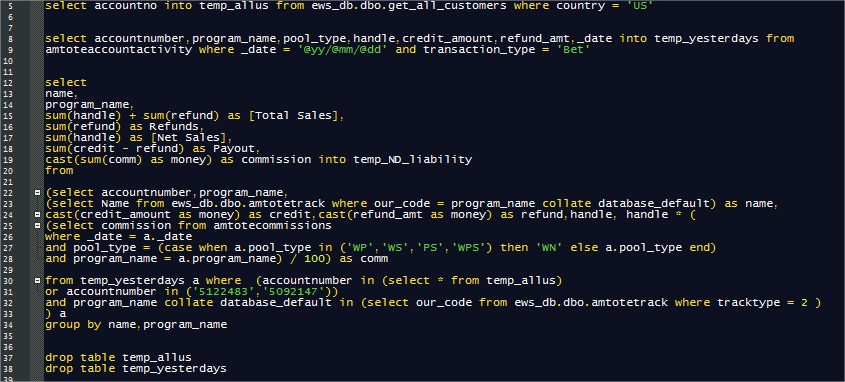 5 select accountno into temp_allus from ews_db.dbo.get_all_customers where country = 'US'
6
7
8 select accountnumber,program_name,pool_type,handle,credit_amount,refund_amt,_date into temp_yesterdays from
9 amtoteaccountactivity where _date = '@yy/@mm/@dd' and transaction_type = 'Bet'
10
11
12 select
13 name,
14 program_name,
15 sum(handle) + sum(refund) as [Total Sales],
16 sum(refund) as Refunds,
17 sum(handle) as [Net Sales],
18 sum(credit - refund) as Payout,
19 cast(sum(comm) as money) as commission into temp_ND_liability
20 from
21
22 (select accountnumber,program_name,
23 (select Name from ews_db.dbo.amtotetrack where our_code = program_name collate database_default) as name,
24 cast(credit_amount as money) as credit,cast(refund_amt as money) as refund,handle, handle * (
25 (select commission from amtotecommissions
26 where _date = a._date
27 and pool_type = (case when a.pool_type in ('WP','WS','PS','WPS') then 'WN' else a.pool_type end)
28 and program_name = a.program_name) / 100) as comm
29
30 from temp_yesterdays a where  (accountnumber in (select * from temp_allus)
31 or accountnumber in ('5122483','5092147'))
32 and program_name collate database_default in (select our_code from ews_db.dbo.amtotetrack where tracktype = 2 )
33 ) a
34 group by name,program_name
35
36
37 drop table temp_allus
38 drop table temp_yesterdays
39